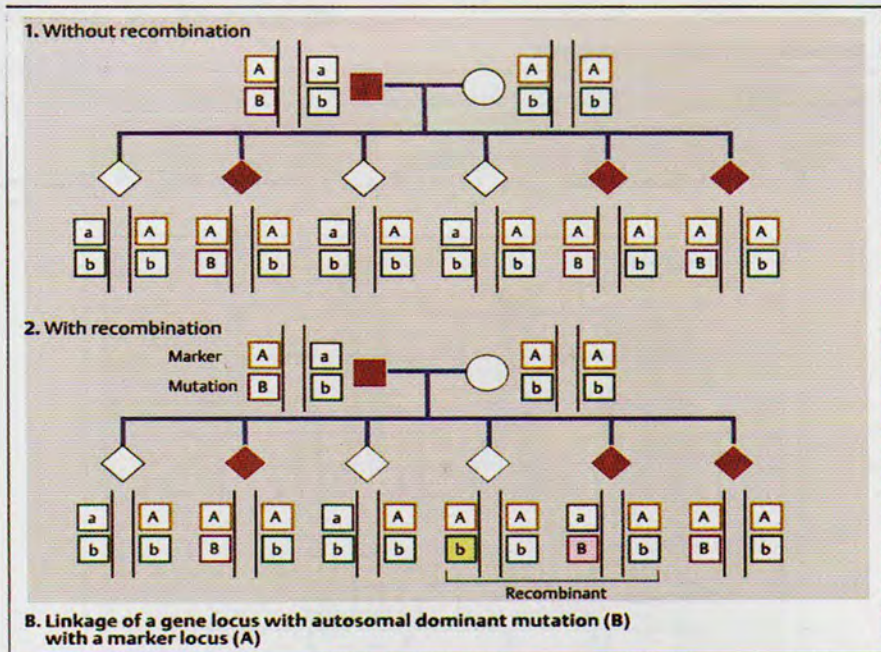 1. Without recombination
A a A A
B b b b
a A A A a A a A A A A A
b b B b b b b b B b B b
2. With recombination
Marker A a A A
Mutation B b b b
a A A A a A A A a A A A
b b B b b b b b B b B b
Recombinant
B. Linkage of a gene locus with autosomal dominant mutation (B)
with a marker locus (A)